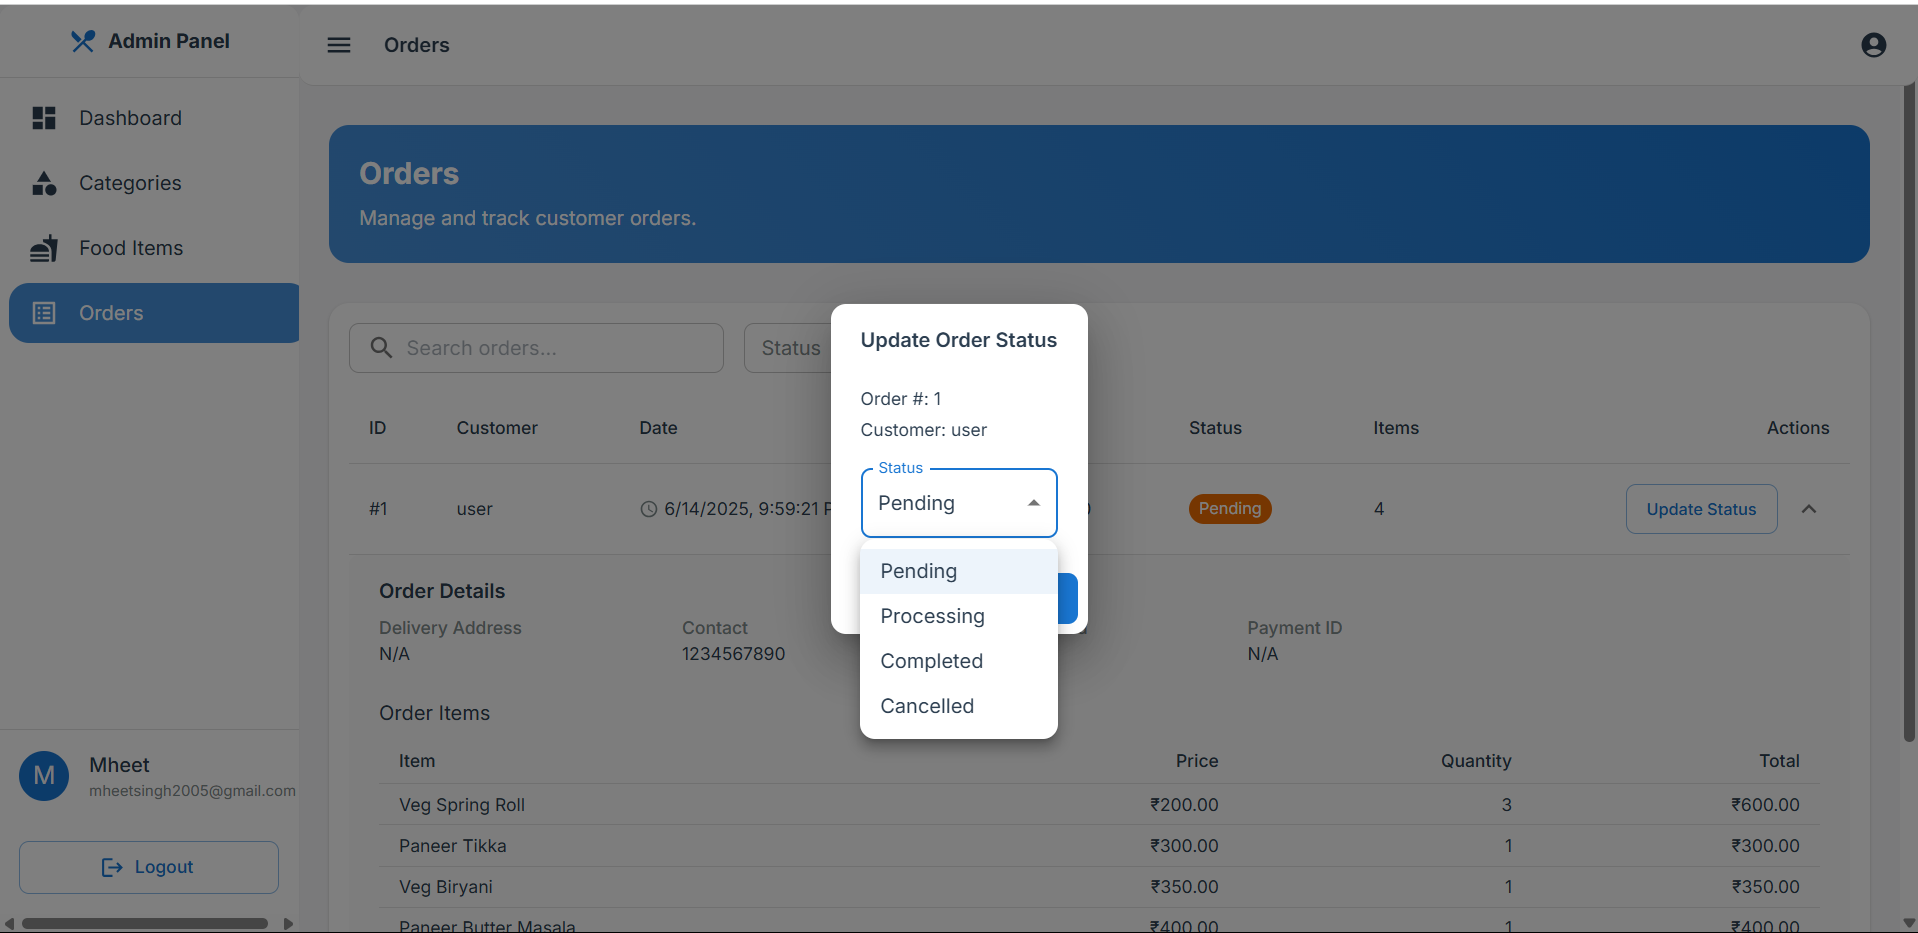 Admin Panel
Orders
Dashboard
Categories
Food Items
Orders
Mheet
M
mheetsingh2005@gmail.com
Logout
Orders
Manage and track customer orders.
Search orders...
Status
ID Customer Date Status Items Actions
#1 user 6/14/2025, 9:59:21 Pending 4 Update Status
Order Details
Delivery Address Contact Payment ID
N/A 1234567890 N/A
Order Items
Item Price Quantity Total
Veg Spring Roll ₹200.00 3 ₹600.00
Paneer Tikka ₹300.00 1 ₹300.00
Veg Biryani ₹350.00 1 ₹350.00
Paneer Butter Masala ₹400.00 1 ₹400.00
Update Order Status
Order #: 1
Customer: user
Status
Pending
Pending
Processing
Completed
Cancelled